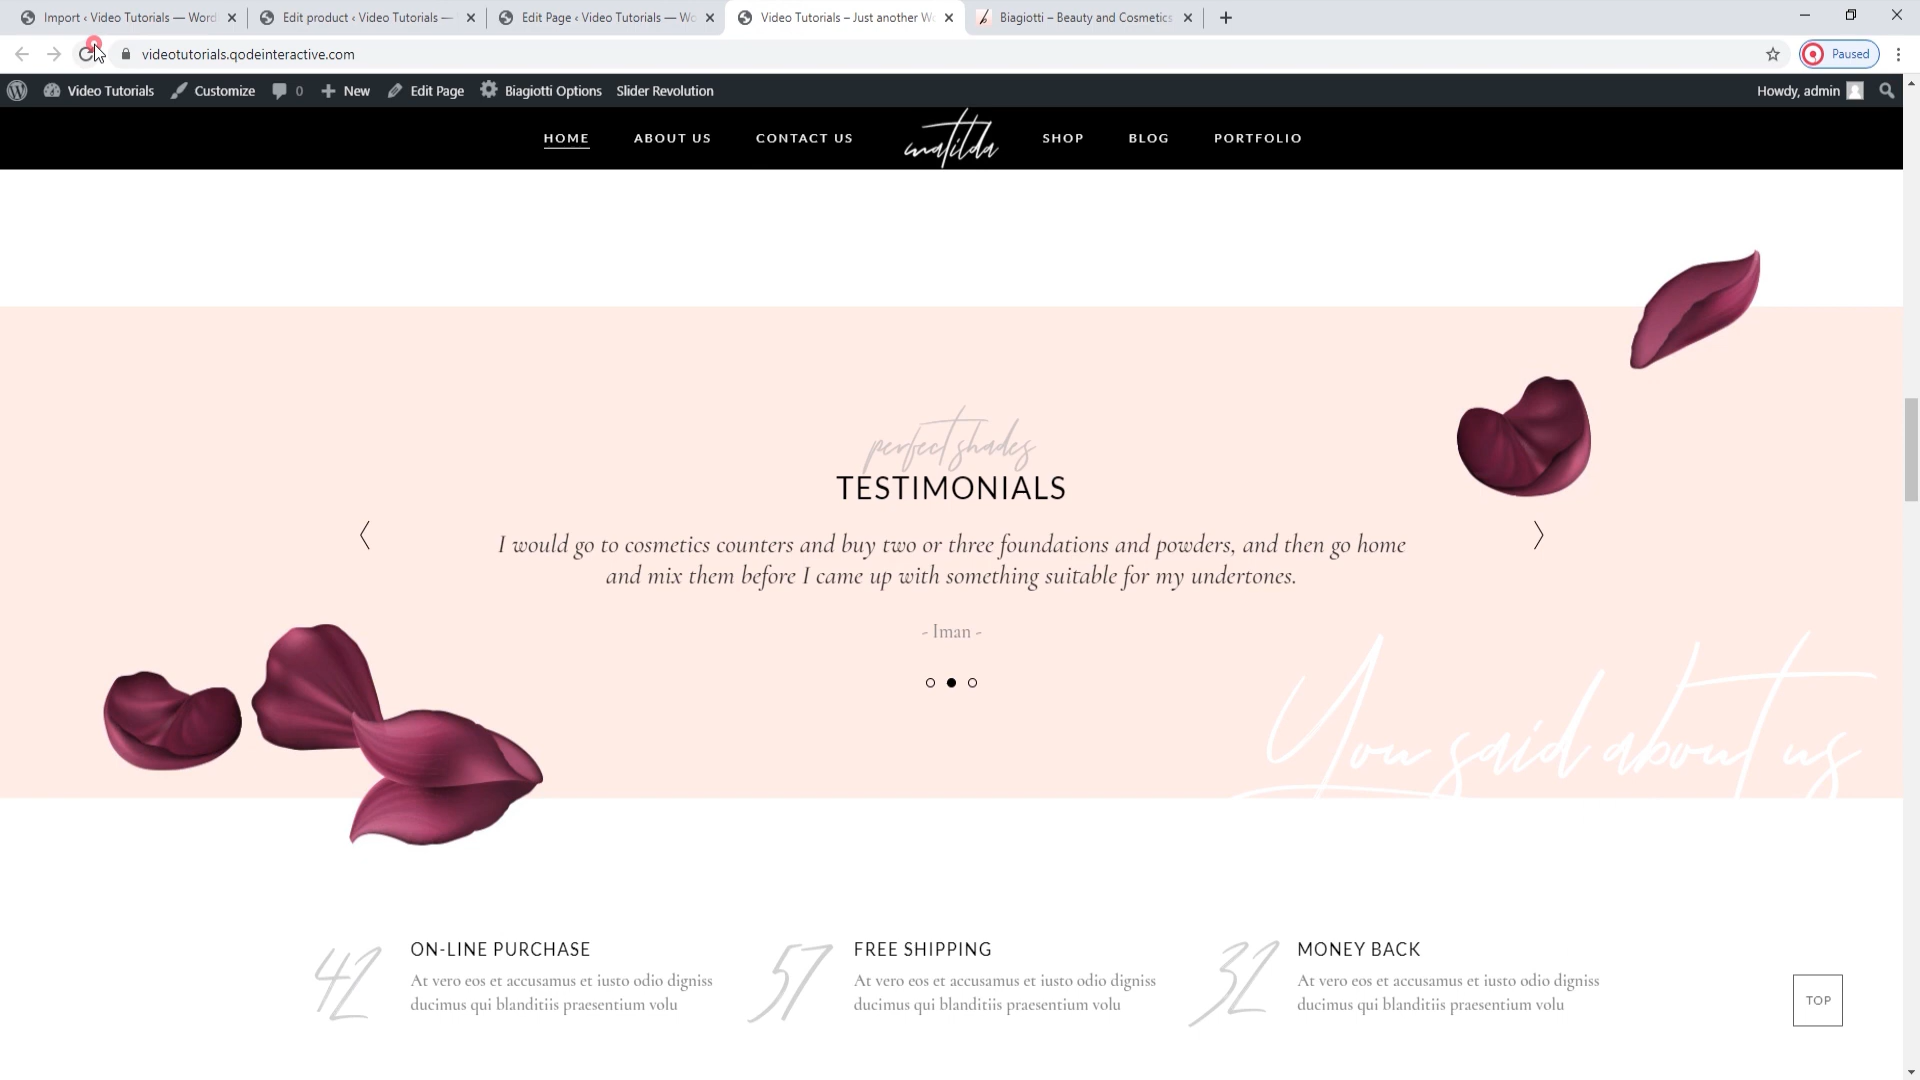 Import ‹ Video Tutorials — Word
Edit product ‹ Video Tutorials —
Edit Page ‹ Video Tutorials — Wo
Video Tutorials – Just another Wo
Biagiotti – Beauty and Cosmetics
videotutorials.qodeinteractive.com
Paused
Video Tutorials
Customize
0
New
Edit Page
Biagiotti Options
Slider Revolution
Howdy, admin
HOME
ABOUT US
CONTACT US
matilda
SHOP
BLOG
PORTFOLIO
perfect shades
TESTIMONIALS
I would go to cosmetics counters and buy two or three foundations and powders, and then go home
and mix them before I came up with something suitable for my undertones.
- Iman -
You said about us
42
ON-LINE PURCHASE
At vero eos et accusamus et iusto odio digniss
ducimus qui blanditiis praesentium volu
57
FREE SHIPPING
At vero eos et accusamus et iusto odio digniss
ducimus qui blanditiis praesentium volu
32
MONEY BACK
At vero eos et accusamus et iusto odio digniss
ducimus qui blanditiis praesentium volu
TOP